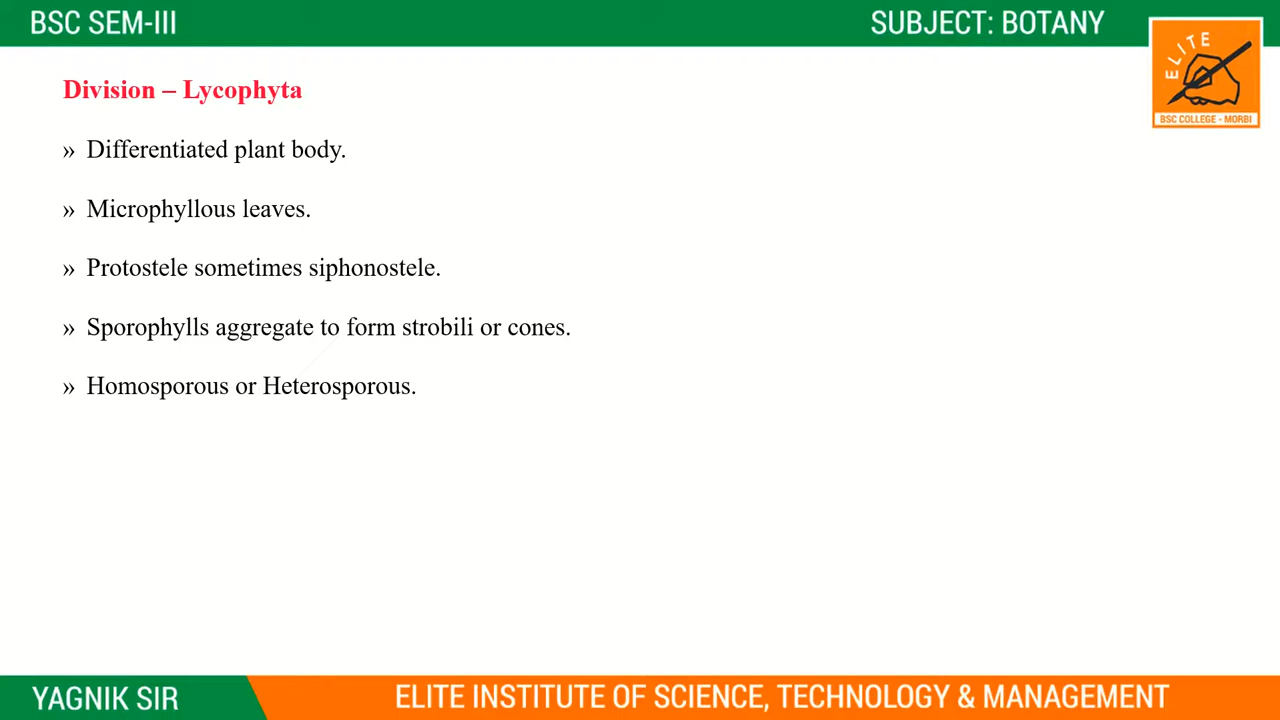 BSC SEM-III
SUBJECT: BOTANY
ELITE
BSC COLLEGE - MORBI
Division – Lycophyta
» Differentiated plant body.
» Microphyllous leaves.
» Protostele sometimes siphonostele.
» Sporophylls aggregate to form strobili or cones.
» Homosporous or Heterosporous.
YAGNIK SIR
ELITE INSTITUTE OF SCIENCE, TECHNOLOGY & MANAGEMENT